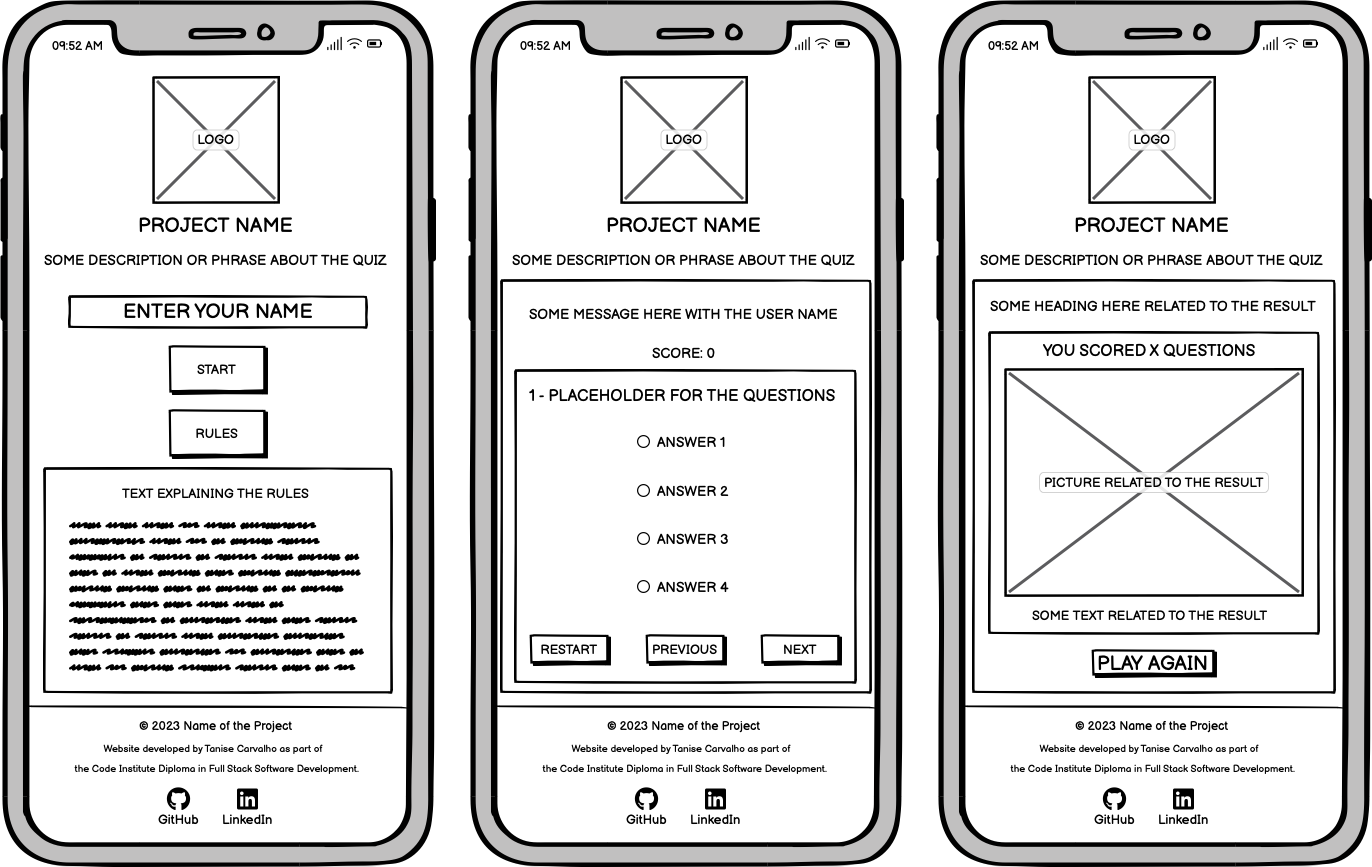 09:52 AM
LOGO
PROJECT NAME
SOME DESCRIPTION OR PHRASE ABOUT THE QUIZ
ENTER YOUR NAME
START
RULES
TEXT EXPLAINING THE RULES
© 2023 Name of the Project
Website developed by Tanise Carvalho as part of
the Code Institute Diploma in Full Stack Software Development.
GitHub LinkedIn
09:52 AM
LOGO
PROJECT NAME
SOME DESCRIPTION OR PHRASE ABOUT THE QUIZ
SOME MESSAGE HERE WITH THE USER NAME
SCORE: 0
1 - PLACEHOLDER FOR THE QUESTIONS
ANSWER 1
ANSWER 2
ANSWER 3
ANSWER 4
RESTART PREVIOUS NEXT
© 2023 Name of the Project
Website developed by Tanise Carvalho as part of
the Code Institute Diploma in Full Stack Software Development.
GitHub LinkedIn
09:52 AM
LOGO
PROJECT NAME
SOME DESCRIPTION OR PHRASE ABOUT THE QUIZ
SOME HEADING HERE RELATED TO THE RESULT
YOU SCORED X QUESTIONS
PICTURE RELATED TO THE RESULT
SOME TEXT RELATED TO THE RESULT
PLAY AGAIN
© 2023 Name of the Project
Website developed by Tanise Carvalho as part of
the Code Institute Diploma in Full Stack Software Development.
GitHub LinkedIn